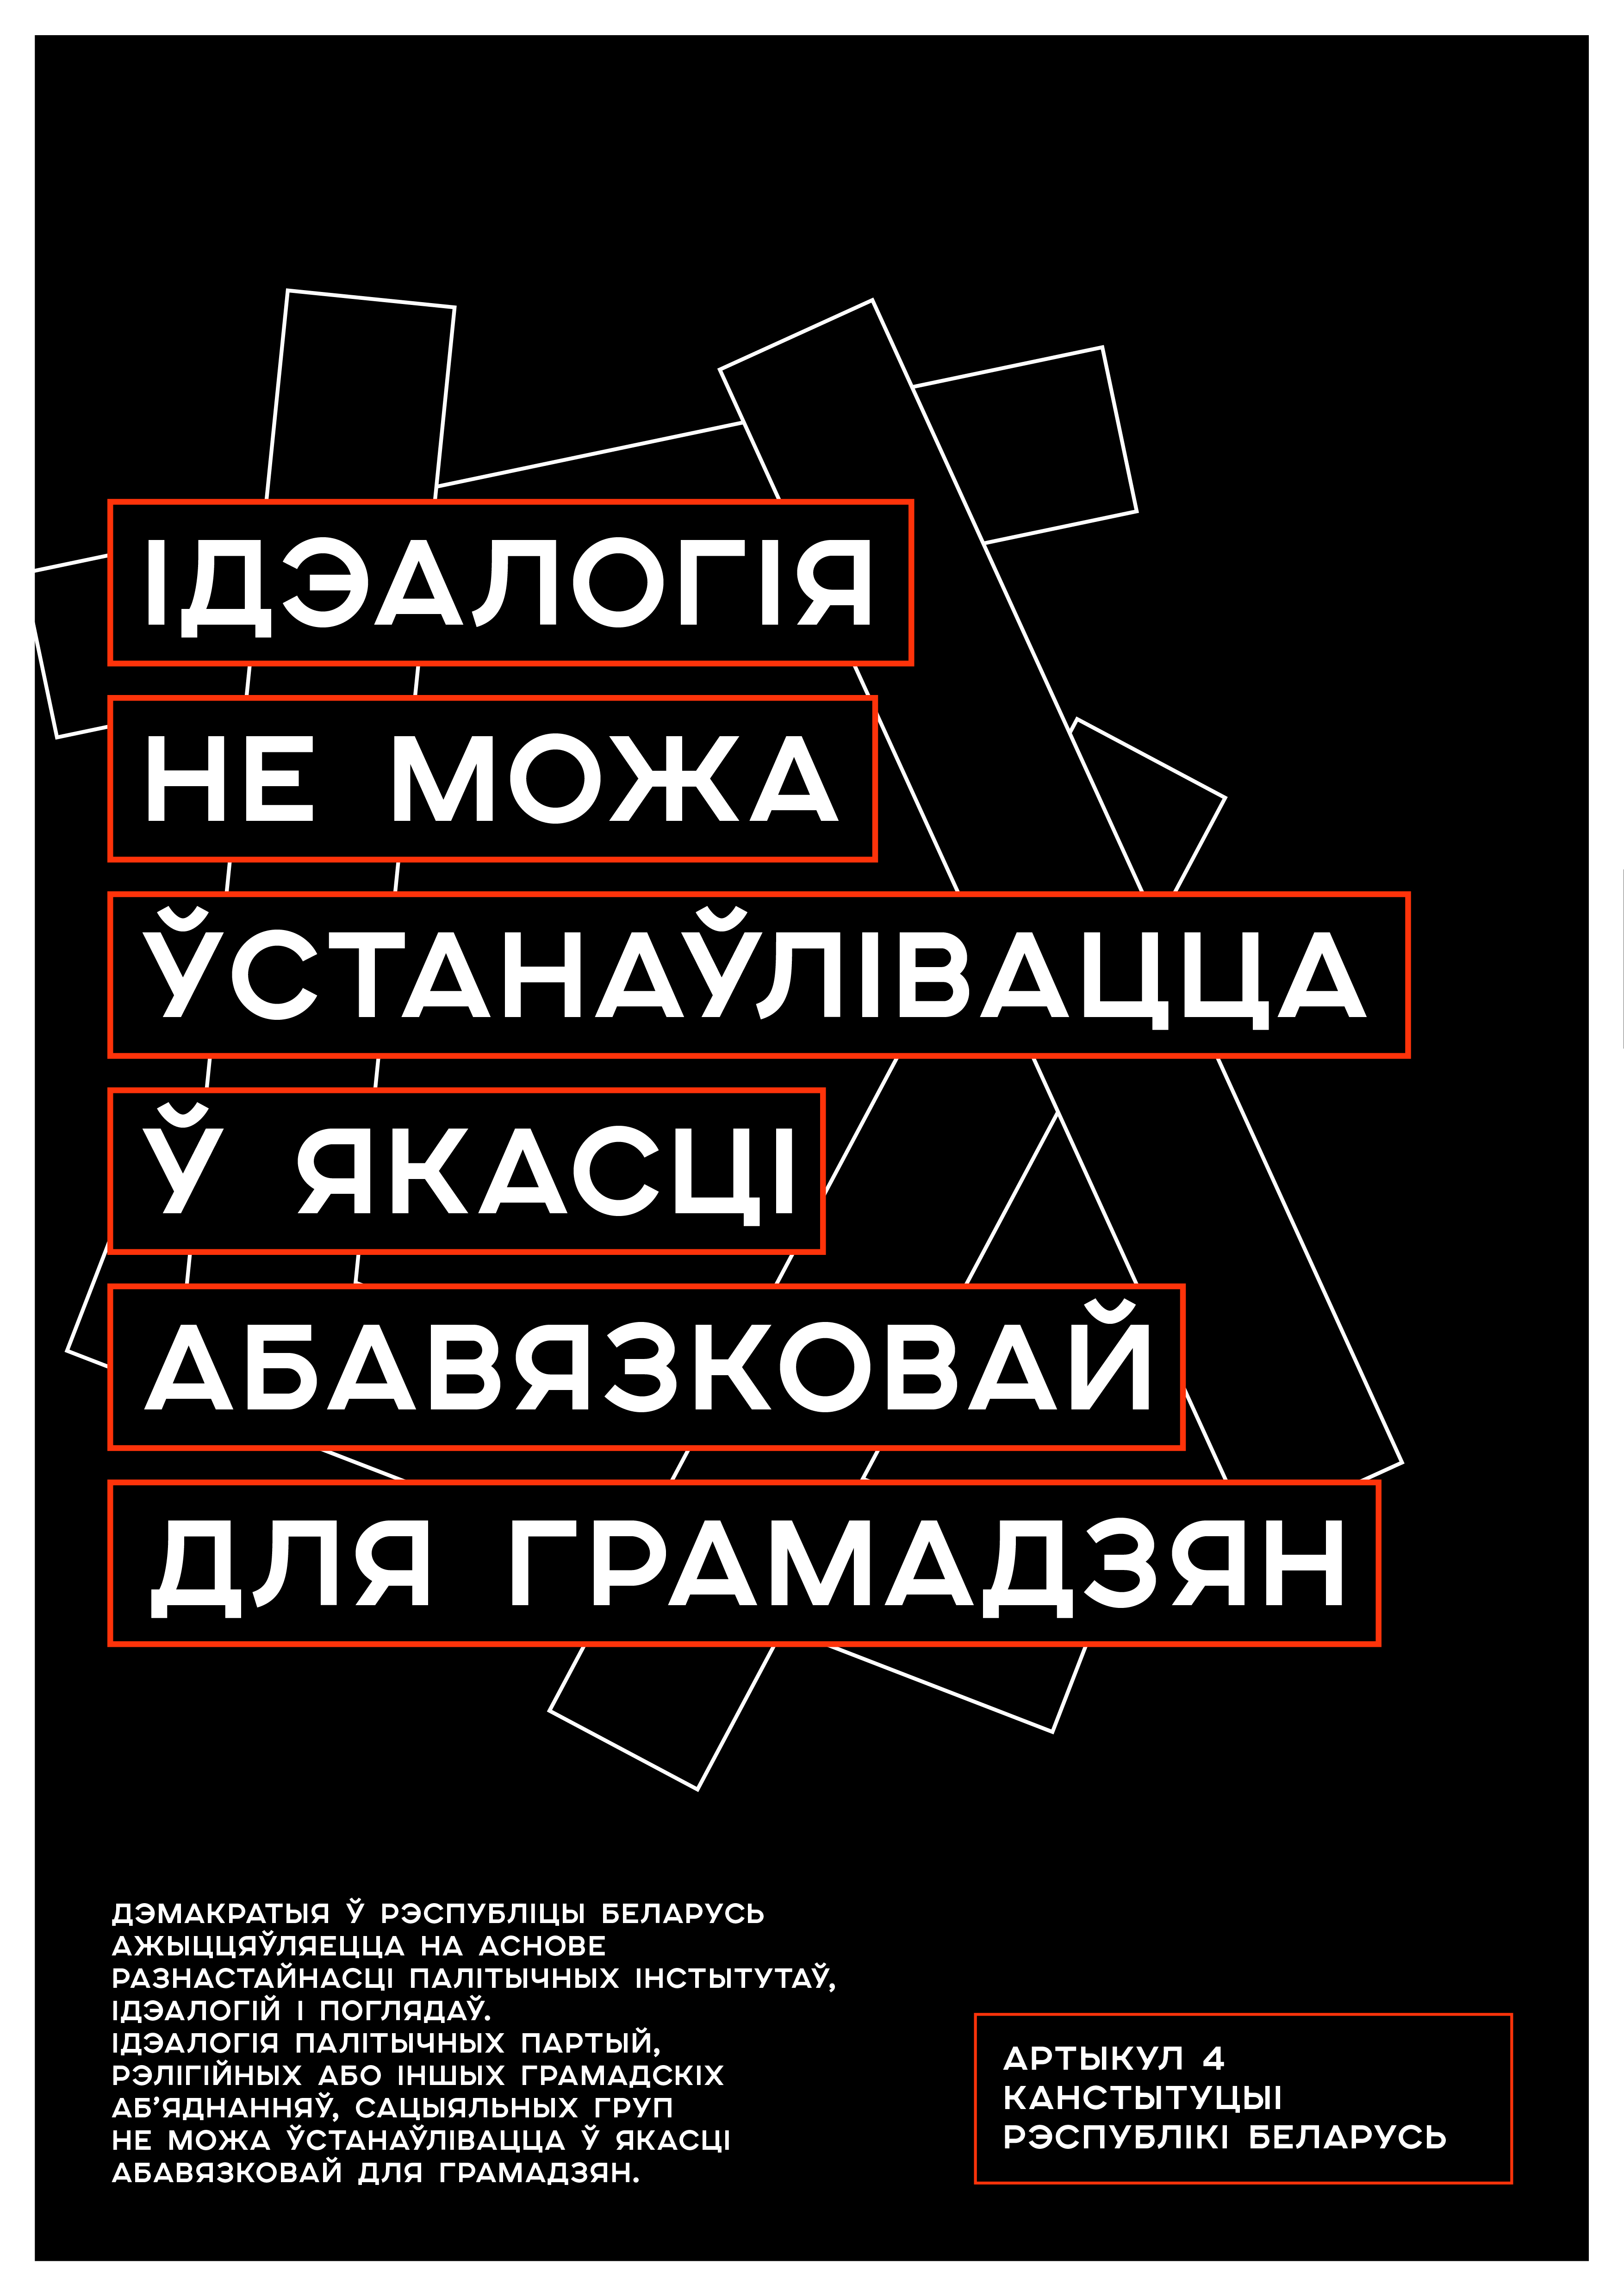 ІДЭАЛОГІЯ
НЕ МОЖА
ЎСТАНАЎЛІВАЦЦА
Ў ЯКАСЦІ
АБАВЯЗКОВАЙ
ДЛЯ ГРАМАДЗЯН
ДЭМАКРАТЫЯ Ў РЭСПУБЛІЦЫ БЕЛАРУСЬ
АЖЫЦЦЯЎЛЯЕЦЦА НА АСНОВЕ
РАЗНАСТАЙНАСЦІ ПАЛІТЫЧНЫХ ІНСТЫТУТАЎ,
ІДЭАЛОГІЙ І ПОГЛЯДАЎ.
ІДЭАЛОГІЯ ПАЛІТЫЧНЫХ ПАРТЫЙ,
РЭЛІГІЙНЫХ АБО ІНШЫХ ГРАМАДСКІХ
АБ’ЯДНАННЯЎ, САЦЫЯЛЬНЫХ ГРУП
НЕ МОЖА ЎСТАНАЎЛІВАЦЦА Ў ЯКАСЦІ
АБАВЯЗКОВАЙ ДЛЯ ГРАМАДЗЯН.
АРТЫКУЛ 4
КАНСТЫТУЦЫІ
РЭСПУБЛІКІ БЕЛАРУСЬ